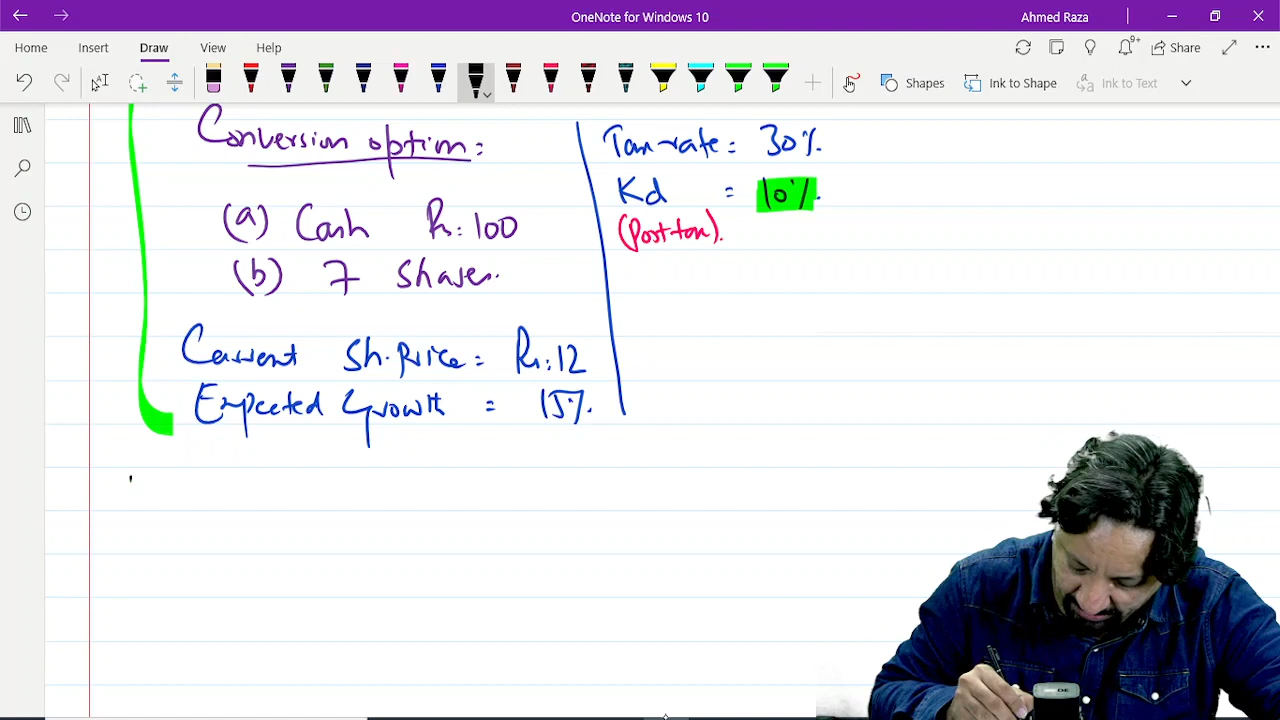 OneNote for Windows 10
Ahmed Raza
Home Insert Draw View Help
Share
Shapes Ink to Shape Ink to Text
Conversion option:
(a) Cash Rs: 100
(b) 7 Shares.
Current Sh. Price = Rs: 12
Expected Growth = 15%.
Tax rate = 30%.
Kd = 10%.
(Post tax).